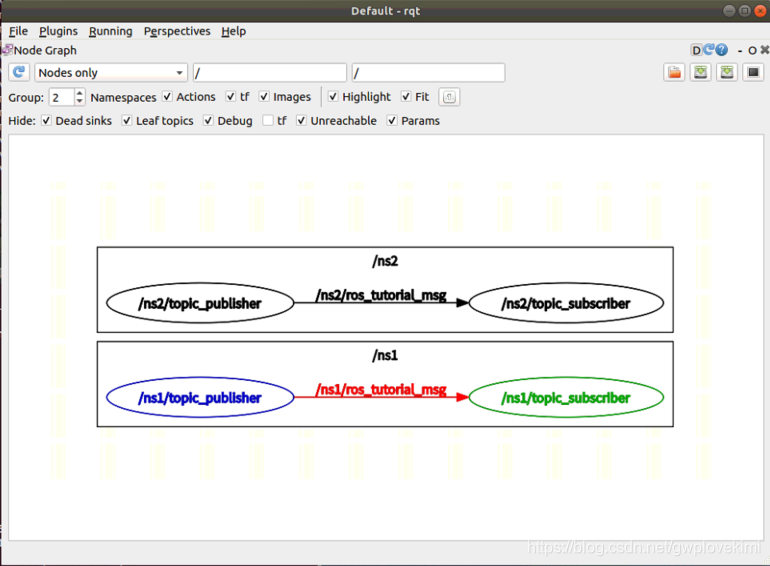 Default - rqt
File Plugins Running Perspectives Help
Node Graph D - O
Nodes only / /
Group: 2 Namespaces Actions tf Images Highlight Fit
Hide: Dead sinks Leaf topics Debug tf Unreachable Params
/ns2
/ns2/topic_publisher /ns2/ros_tutorial_msg /ns2/topic_subscriber
/ns1
/ns1/topic_publisher /ns1/ros_tutorial_msg /ns1/topic_subscriber
https://blog.csdn.net/gwplovekimi